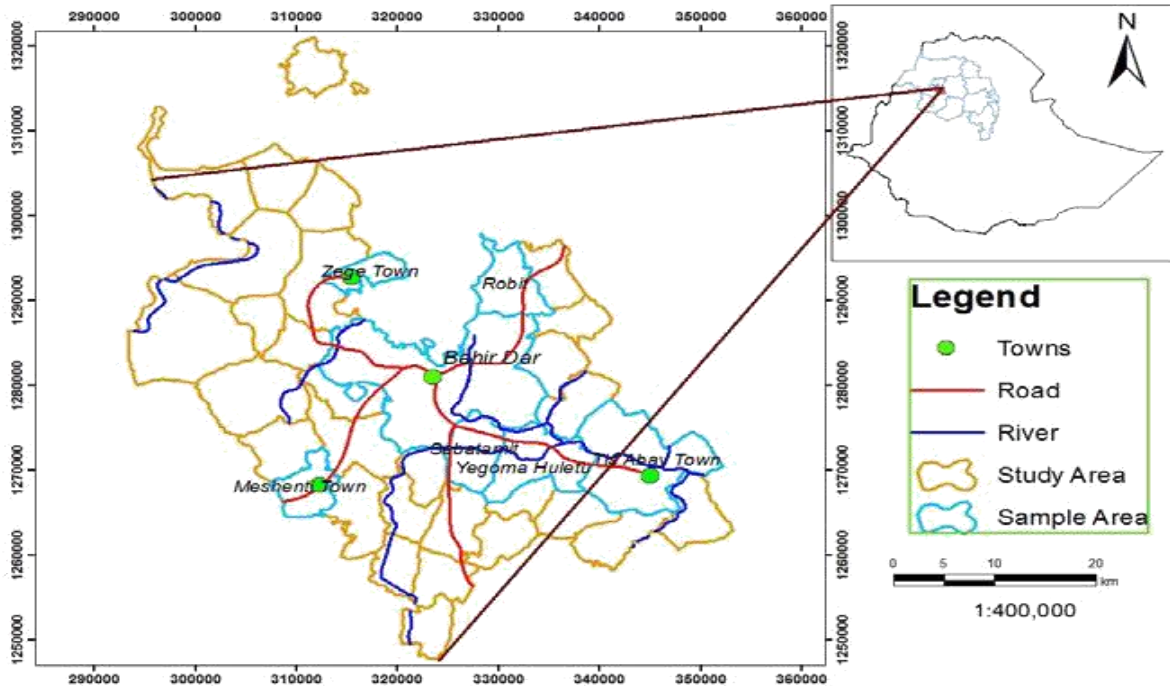 290000 300000 310000 320000 330000 340000 350000 360000
N
1320000
1310000
1300000
1290000
1280000
1270000
1260000
1250000
1320000
1310000
1300000
1290000
1280000
1270000
1260000
1250000
Zege Town
Robit
Bahir Dar
Sebatamit
Yegoma Huletu
Tis Abay Town
Meshenti Town
290000 300000 310000 320000 330000 340000 350000 360000
Legend
Towns
Road
River
Study Area
Sample Area
0 5 10 20
km
1:400,000